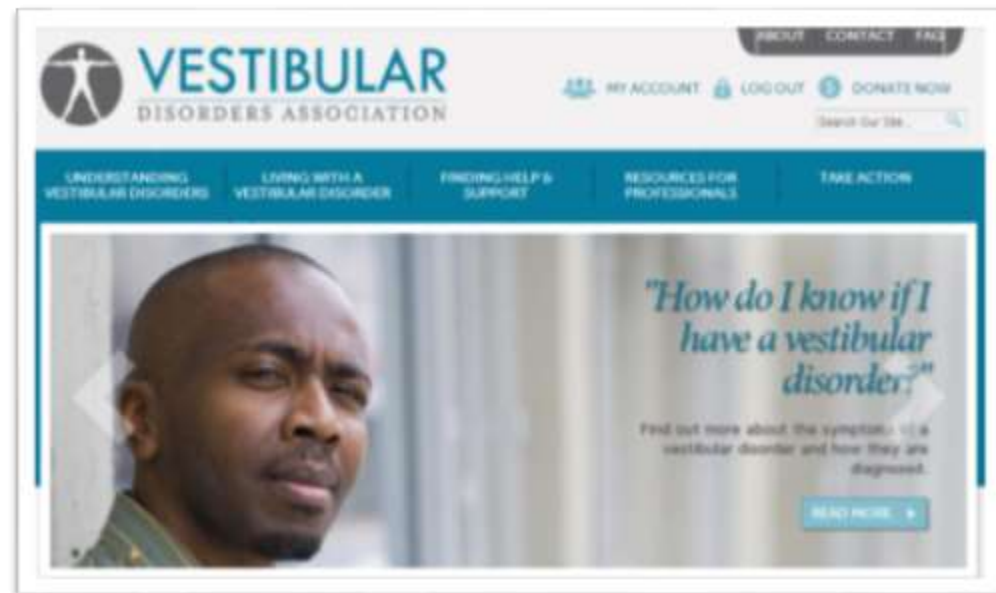 ABOUT CONTACT FAQ
VESTIBULAR
DISORDERS ASSOCIATION
MY ACCOUNT LOG OUT DONATE NOW
Search Our Site...
UNDERSTANDING
VESTIBULAR DISORDERS
LIVING WITH A
VESTIBULAR DISORDER
FINDING HELP &
SUPPORT
RESOURCES FOR
PROFESSIONALS
TAKE ACTION
"How do I know if I
have a vestibular
disorder?"
Find out more about the symptoms of a
vestibular disorder and how they are
diagnosed.
READ MORE